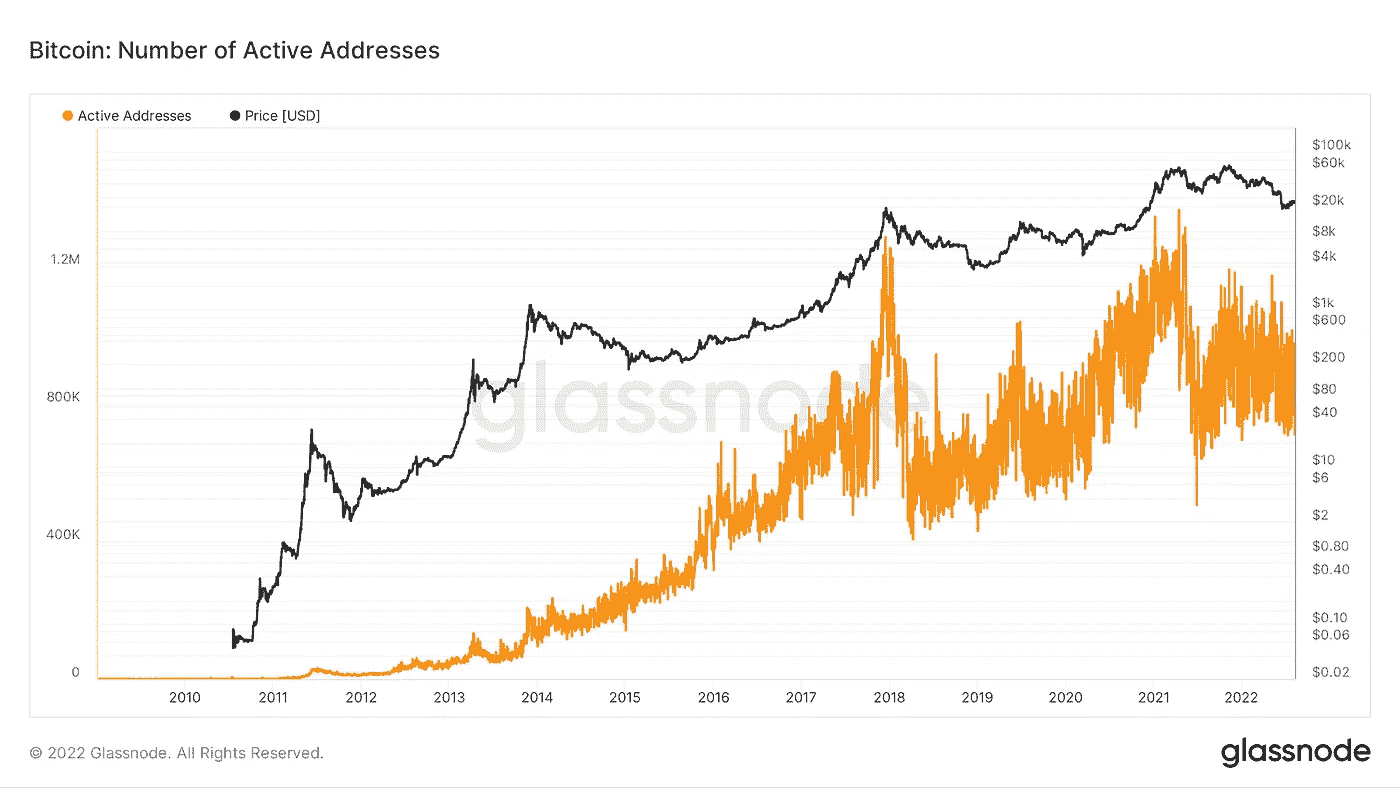 Bitcoin: Number of Active Addresses
Active Addresses
Price [USD]
1.2M
800K
400K
0
$100k
$60k
$20k
$8k
$4k
$1k
$600
$200
$80
$40
$10
$6
$2
$0.80
$0.40
$0.10
$0.06
$0.02
glassnode
2010 2011 2012 2013 2014 2015 2016 2017 2018 2019 2020 2021 2022
© 2022 Glassnode. All Rights Reserved.
glassnode